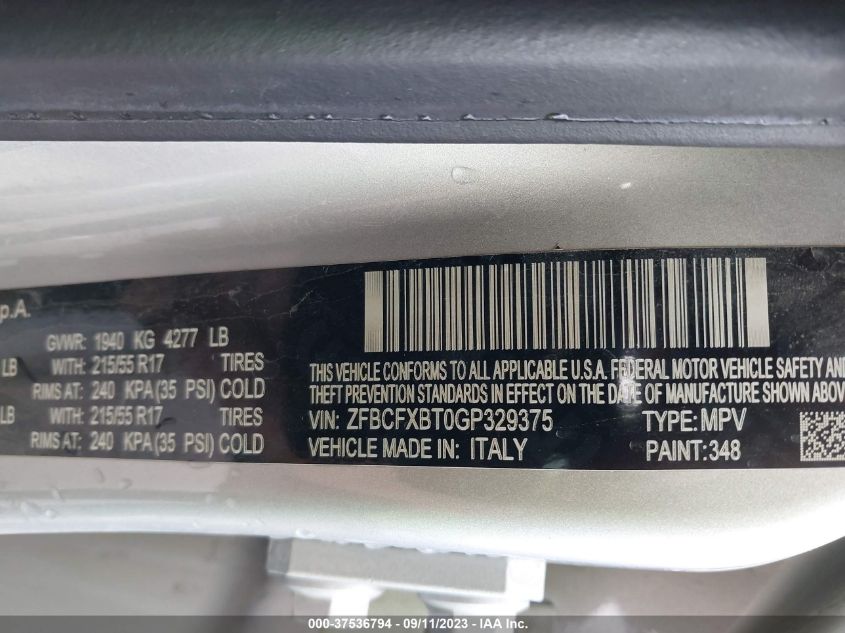 p.A.
GVWR: 1940 KG 4277 LB
LB WITH: 215/55 R17 TIRES
RIMS AT: 240 KPA(35 PSI) COLD
LB WITH: 215/55 R17 TIRES
RIMS AT: 240 KPA(35 PSI) COLD
THIS VEHICLE CONFORMS TO ALL APPLICABLE U.S.A. FEDERAL MOTOR VEHICLE SAFETY AND
THEFT PREVENTION STANDARDS IN EFFECT ON THE DATE OF MANUFACTURE SHOWN ABOV
VIN: ZFBCFXBT0GP329375 TYPE: MPV
VEHICLE MADE IN: ITALY PAINT: 348
000-37536794 - 09/11/2023 - IAA Inc.